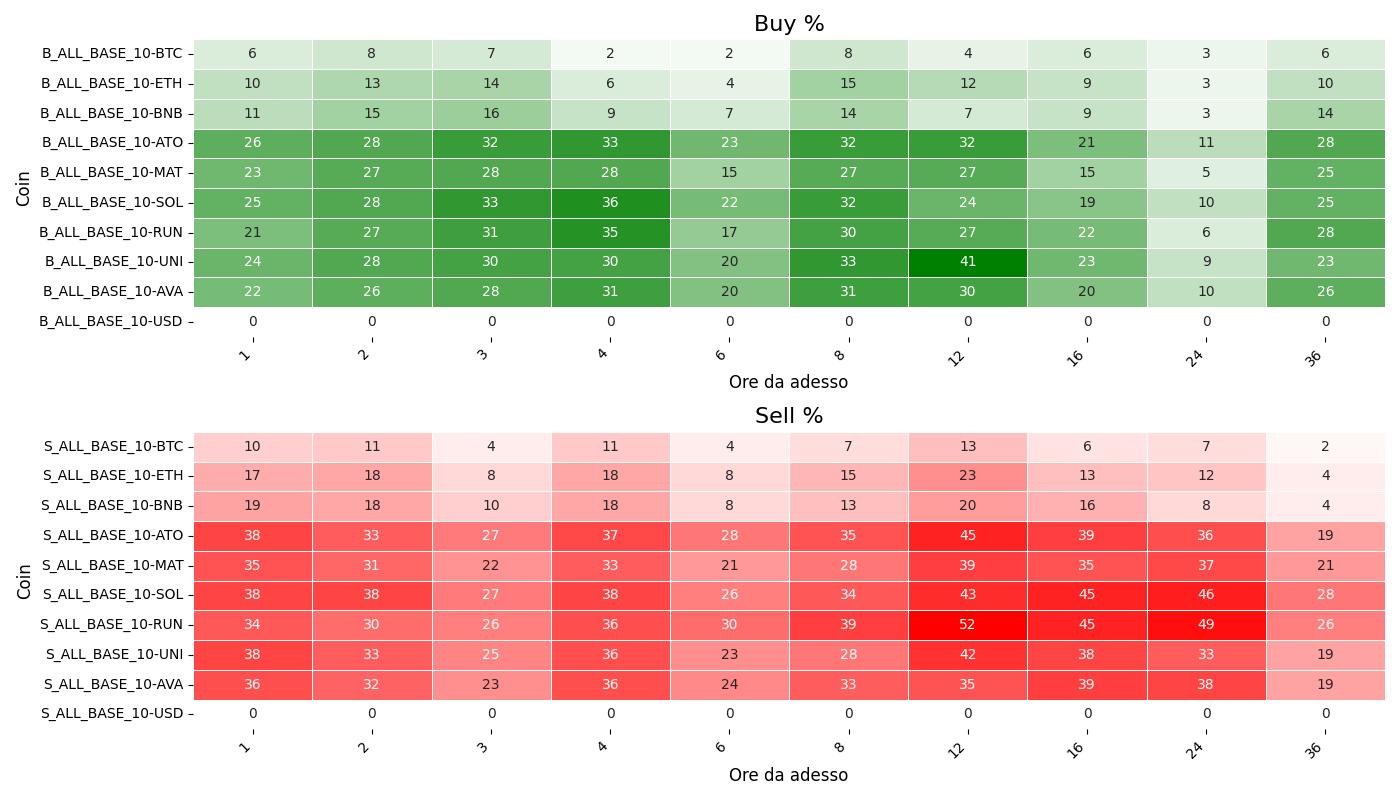 Buy %
Coin
B_ALL_BASE_10-BTC 6 8 7 2 2 8 4 6 3 6
B_ALL_BASE_10-ETH 10 13 14 6 4 15 12 9 3 10
B_ALL_BASE_10-BNB 11 15 16 9 7 14 7 9 3 14
B_ALL_BASE_10-ATO 26 28 32 33 23 32 32 21 11 28
B_ALL_BASE_10-MAT 23 27 28 28 15 27 27 15 5 25
B_ALL_BASE_10-SOL 25 28 33 36 22 32 24 19 10 25
B_ALL_BASE_10-RUN 21 27 31 35 17 30 27 22 6 28
B_ALL_BASE_10-UNI 24 28 30 30 20 33 41 23 9 23
B_ALL_BASE_10-AVA 22 26 28 31 20 31 30 20 10 26
B_ALL_BASE_10-USD 0 0 0 0 0 0 0 0 0 0
1 2 3 4 6 8 12 16 24 36
Ore da adesso
Sell %
Coin
S_ALL_BASE_10-BTC 10 11 4 11 4 7 13 6 7 2
S_ALL_BASE_10-ETH 17 18 8 18 8 15 23 13 12 4
S_ALL_BASE_10-BNB 19 18 10 18 8 13 20 16 8 4
S_ALL_BASE_10-ATO 38 33 27 37 28 35 45 39 36 19
S_ALL_BASE_10-MAT 35 31 22 33 21 28 39 35 37 21
S_ALL_BASE_10-SOL 38 38 27 38 26 34 43 45 46 28
S_ALL_BASE_10-RUN 34 30 26 36 30 39 52 45 49 26
S_ALL_BASE_10-UNI 38 33 25 36 23 28 42 38 33 19
S_ALL_BASE_10-AVA 36 32 23 36 24 33 35 39 38 19
S_ALL_BASE_10-USD 0 0 0 0 0 0 0 0 0 0
1 2 3 4 6 8 12 16 24 36
Ore da adesso